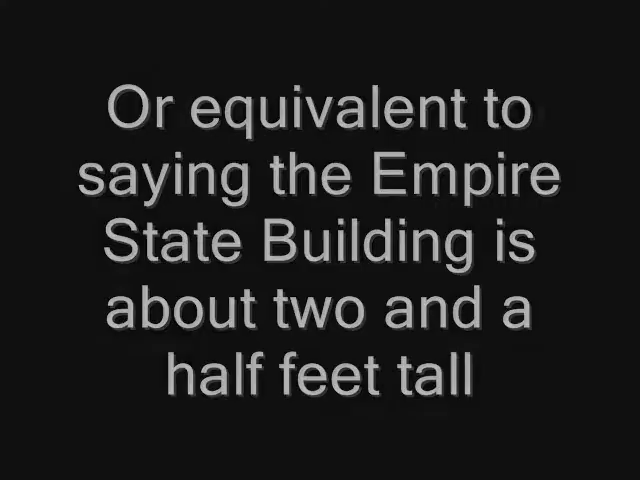 Or equivalent to
saying the Empire
State Building is
about two and a
half feet tall